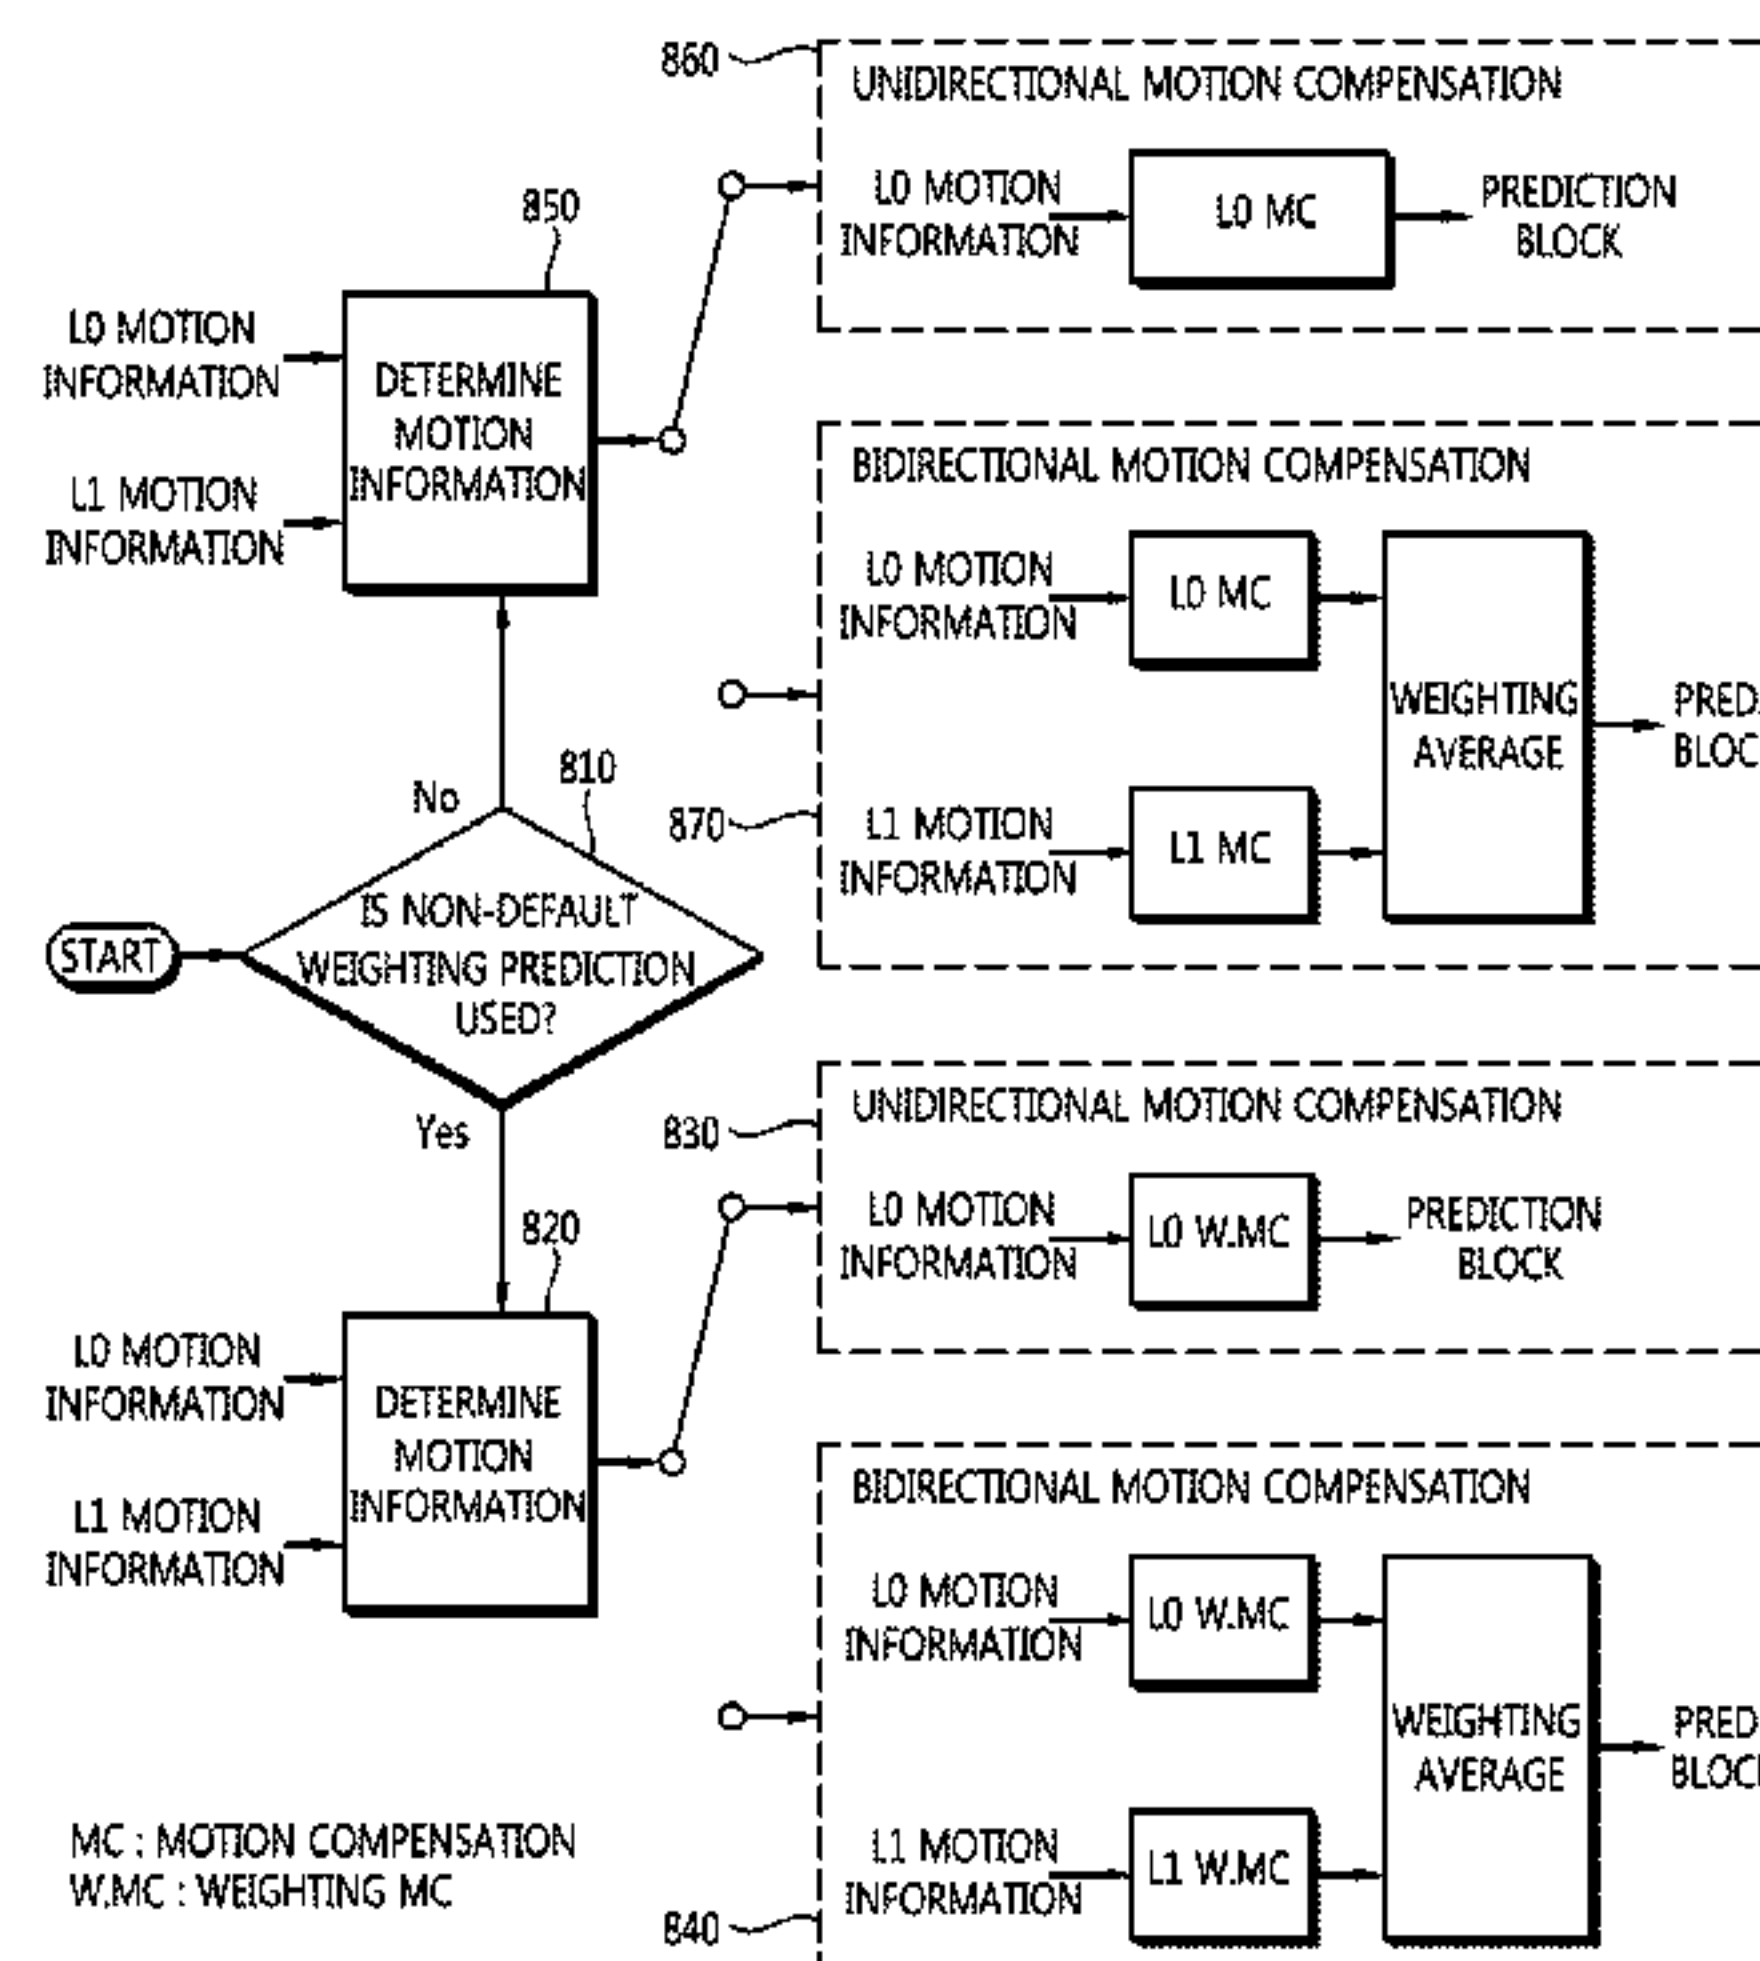 860
UNIDIRECTIONAL MOTION COMPENSATION
L0 MOTION
INFORMATION
L0 MC
PREDICTION
BLOCK
850
L0 MOTION
INFORMATION
L1 MOTION
INFORMATION
DETERMINE
MOTION
INFORMATION
BIDIRECTIONAL MOTION COMPENSATION
L0 MOTION
INFORMATION
L0 MC
WEIGHTING
AVERAGE
870
L1 MOTION
INFORMATION
L1 MC
No
810
START
IS NON-DEFAULT
WEIGHTING PREDICTION
USED?
Yes
830
UNIDIRECTIONAL MOTION COMPENSATION
L0 MOTION
INFORMATION
L0 W.MC
PREDICTION
BLOCK
820
L0 MOTION
INFORMATION
L1 MOTION
INFORMATION
DETERMINE
MOTION
INFORMATION
BIDIRECTIONAL MOTION COMPENSATION
L0 MOTION
INFORMATION
L0 W.MC
WEIGHTING
AVERAGE
L1 MOTION
INFORMATION
L1 W.MC
840
MC : MOTION COMPENSATION
W.MC : WEIGHTING MC